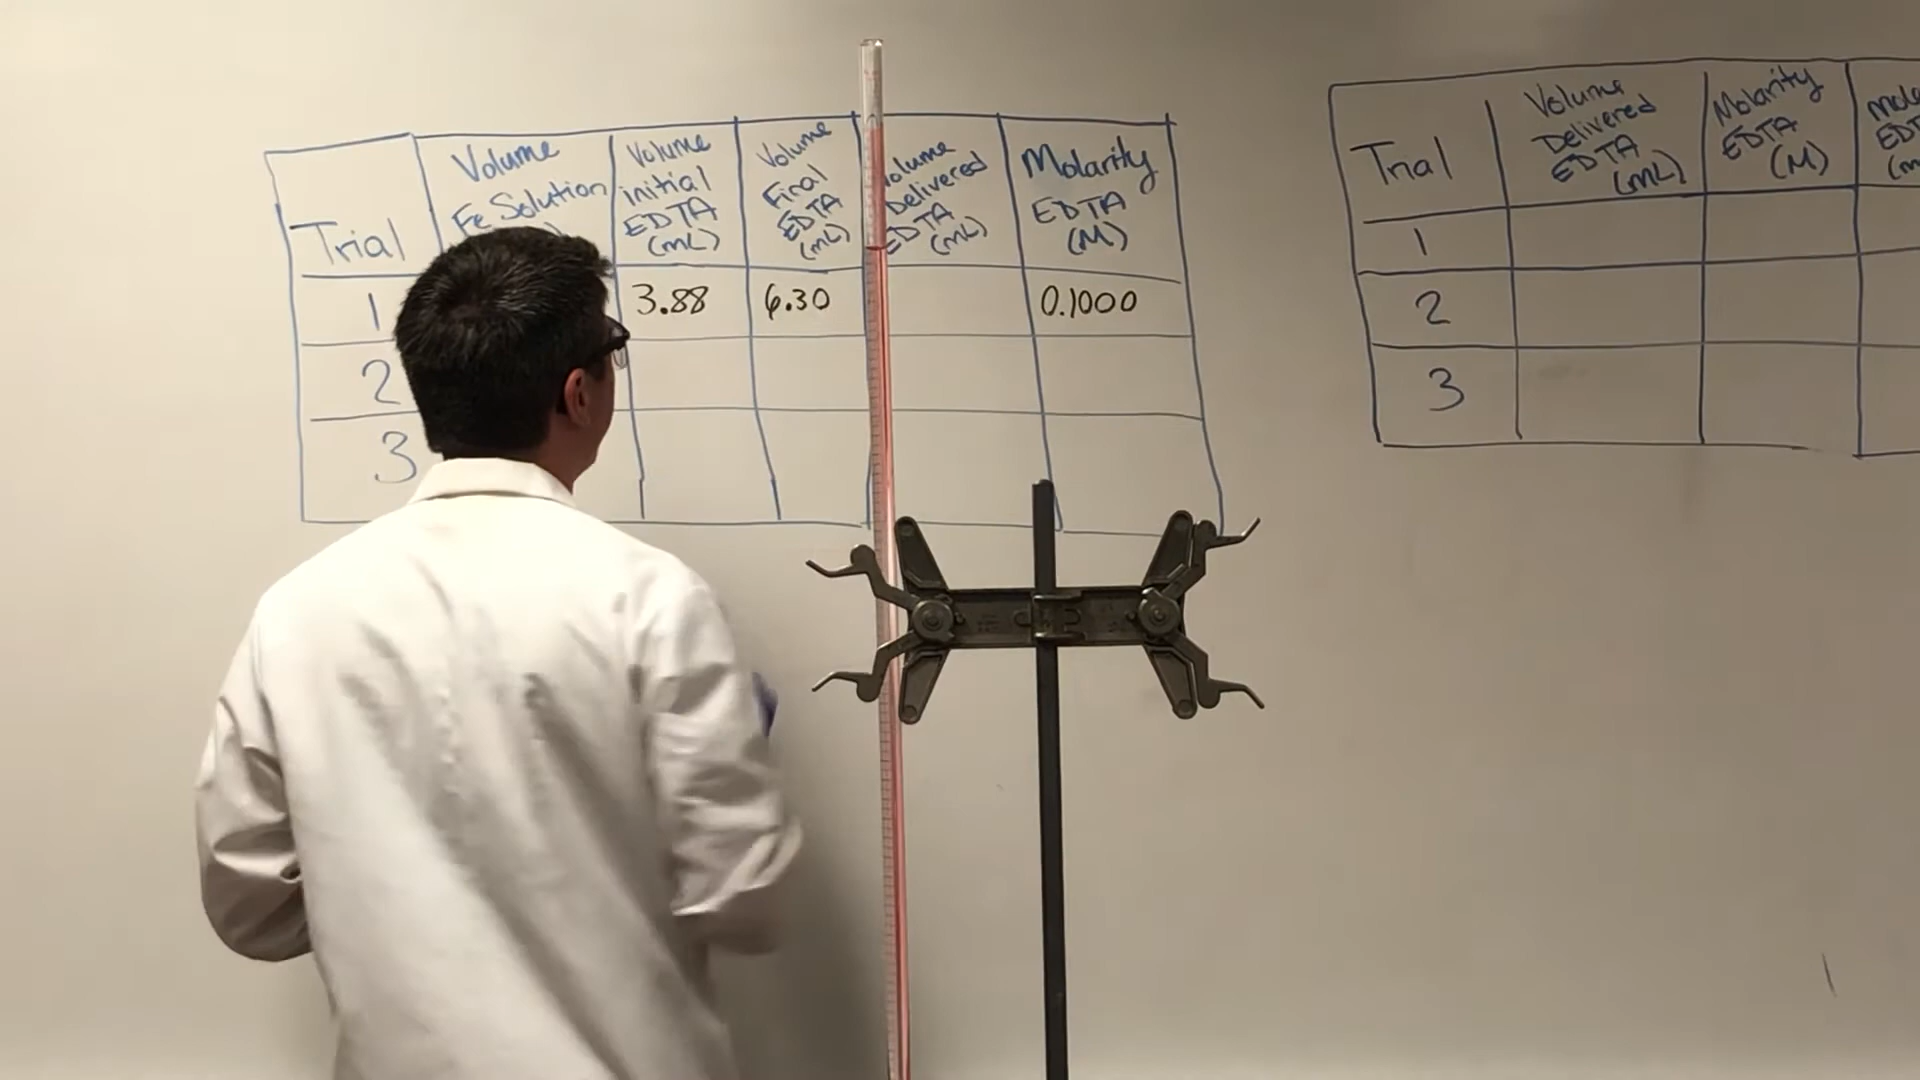 Trial
Volume
Fe Solution
Volume
initial
EDTA
(mL)
Volume
Final
EDTA
(mL)
Volume
Delivered
EDTA
(mL)
Molarity
EDTA
(M)
1
3.88
6.30
0.1000
2
3
Trial
Volume
Delivered
EDTA
(mL)
Molarity
EDTA
(M)
1
2
3